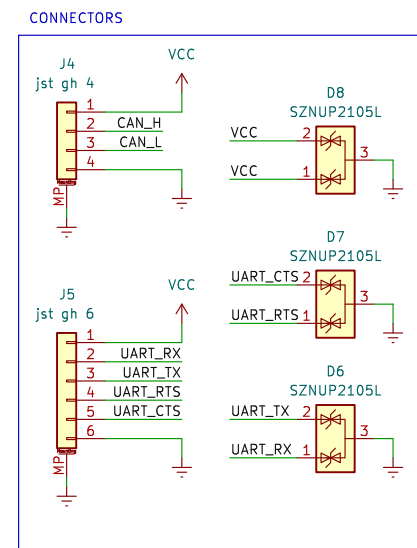 CONNECTORS
J4
jst gh 4
VCC
1
2 CAN_H
3 CAN_L
4
MP
D8
SZNUP2105L
VCC 2
VCC 1
3
D7
SZNUP2105L
UART_CTS 2
UART_RTS 1
3
J5
jst gh 6
VCC
1
2 UART_RX
3 UART_TX
4 UART_RTS
5 UART_CTS
6
MP
D6
SZNUP2105L
UART_TX 2
UART_RX 1
3